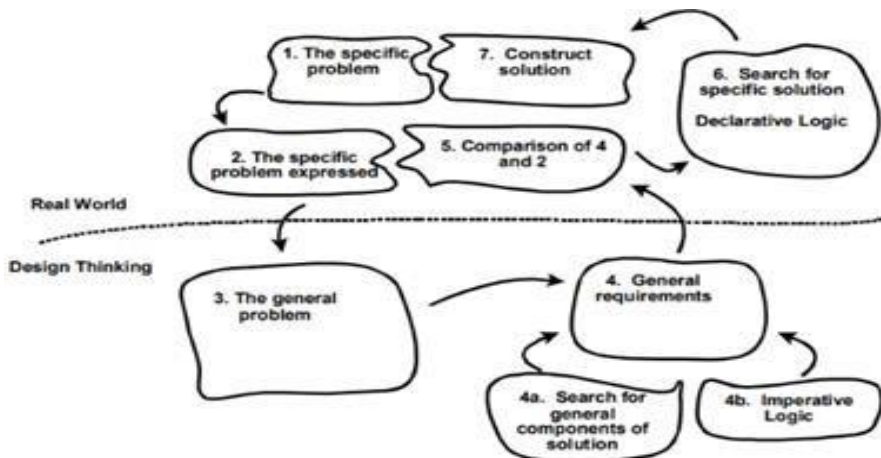 1. The specific
problem
7. Construct
solution
6. Search for
specific solution
Declarative Logic
2. The specific
problem expressed
5. Comparison of 4
and 2
Real World
Design Thinking
3. The general
problem
4. General
requirements
4a. Search for
general
components of
solution
4b. Imperative
Logic